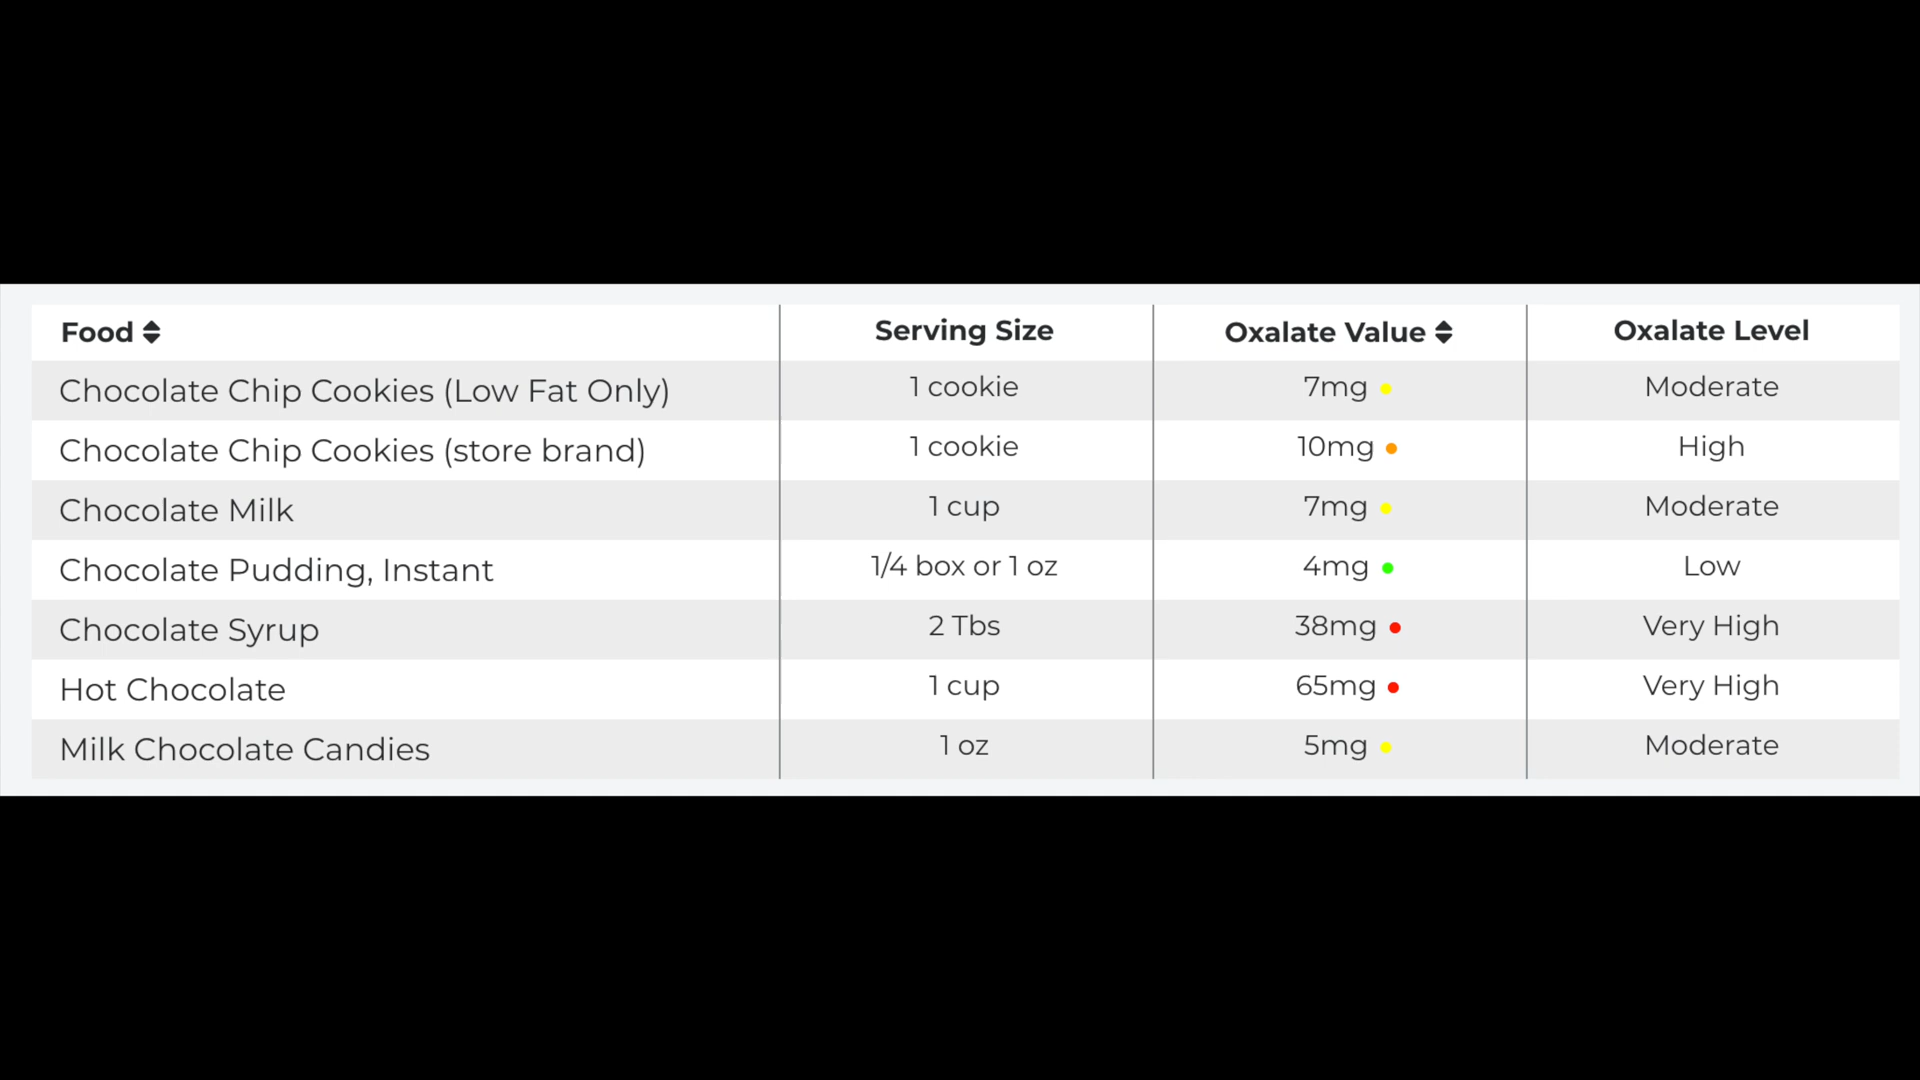 Food Serving Size Oxalate Value Oxalate Level
Chocolate Chip Cookies (Low Fat Only) 1 cookie 7mg Moderate
Chocolate Chip Cookies (store brand) 1 cookie 10mg High
Chocolate Milk 1 cup 7mg Moderate
Chocolate Pudding, Instant 1/4 box or 1 oz 4mg Low
Chocolate Syrup 2 Tbs 38mg Very High
Hot Chocolate 1 cup 65mg Very High
Milk Chocolate Candies 1 oz 5mg Moderate